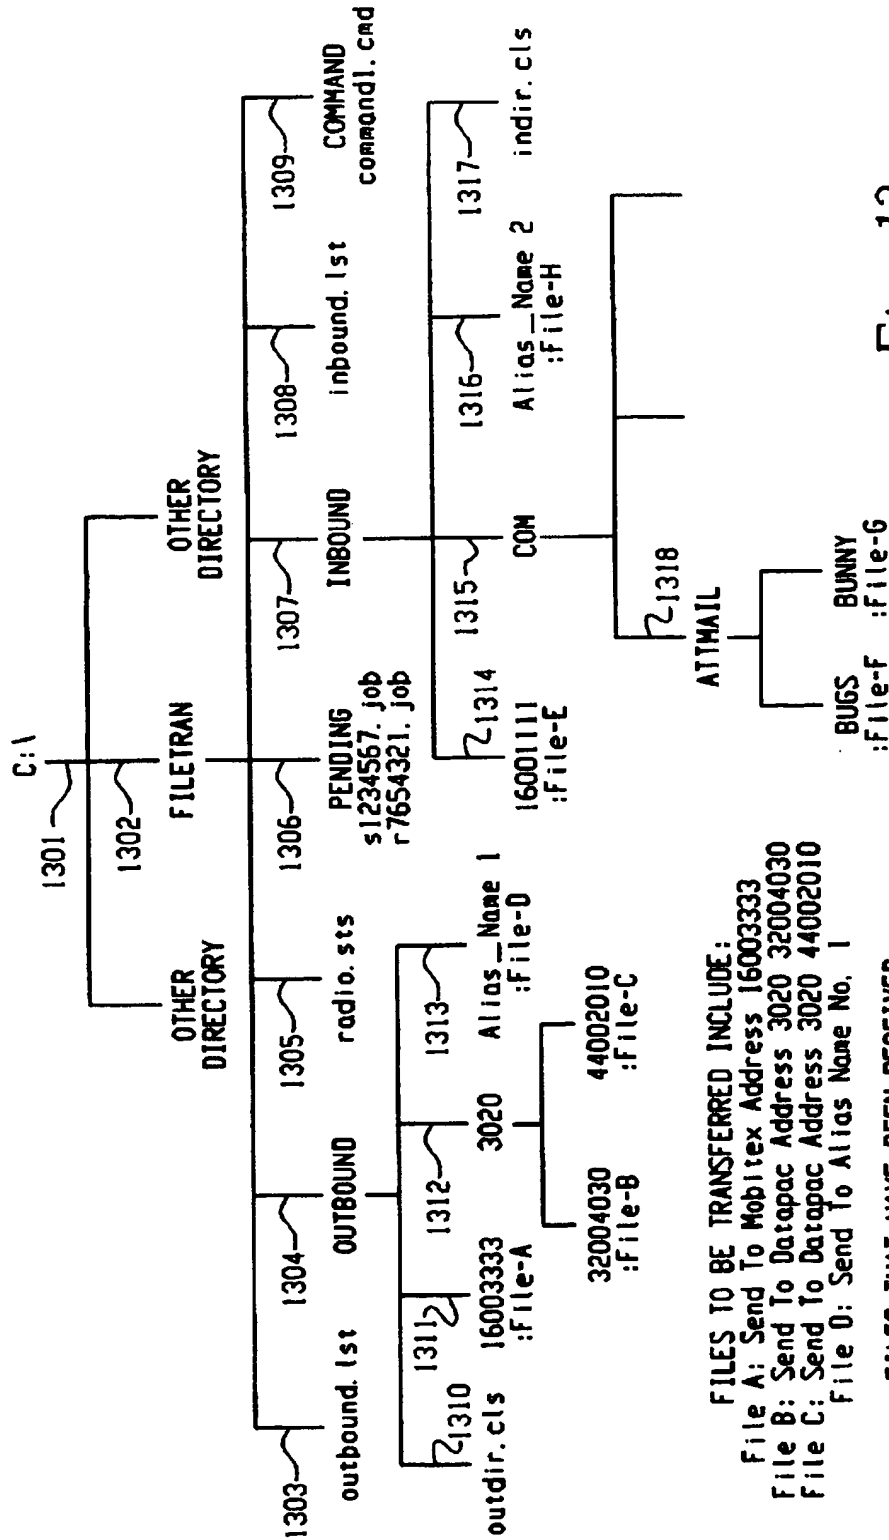 C:\
1301
1302
OTHER
DIRECTORY
FILETRAN
OTHER
DIRECTORY
1303
1304
1305
1306
1307
1308
1309
outbound.lst
OUTBOUND
radio.sts
PENDING
s1234567.job
r7654321.job
INBOUND
inbound.lst
COMMAND
command1.cmd
1310
1311
1312
1313
1314
1315
1316
1317
outdir.cls
16003333
:File-A
3020
Alias_Name 1
:File-D
16001111
:File-E
COM
Alias_Name 2
:File-H
indir.cls
32004030
:File-B
44002010
:File-C
1318
ATTMAIL
BUGS
:File-F
BUNNY
:File-G
FILES TO BE TRANSFERRED INCLUDE:
File A: Send To Mobitex Address 16003333
File B: Send To Datapac Address 3020 32004030
File C: Send To Datapac Address 3020 44002010
File D: Send To Alias Name No. 1